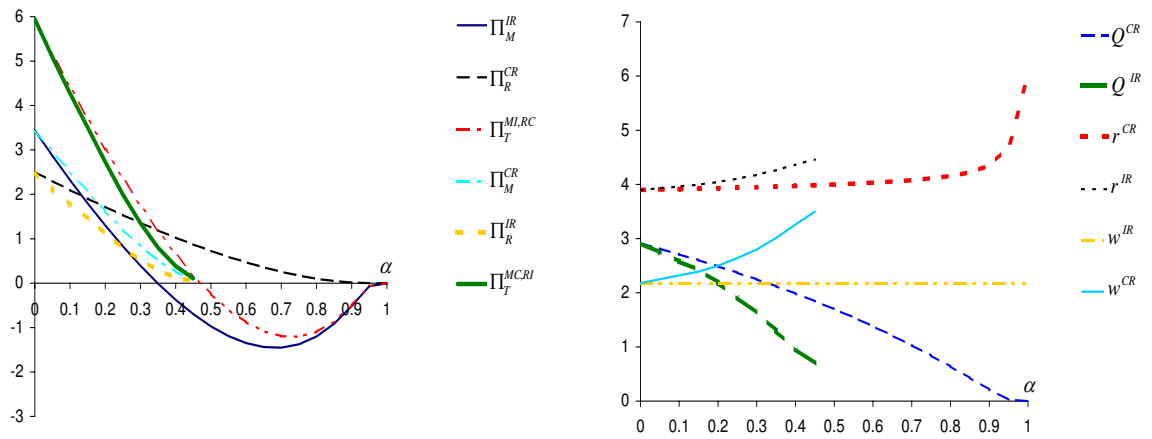 6
5
4
3
2
1
0
-1
-2
-3
0 0.1 0.2 0.3 0.4 0.5 0.6 0.7 0.8 0.9 1
α
Π_M^{IR}
Π_R^{CR}
Π_T^{MI,RC}
Π_M^{CR}
Π_R^{IR}
Π_T^{MC,RI}
7
6
5
4
3
2
1
0
0 0.1 0.2 0.3 0.4 0.5 0.6 0.7 0.8 0.9 1
α
Q^{CR}
Q^{IR}
r^{CR}
r^{IR}
w^{IR}
w^{CR}